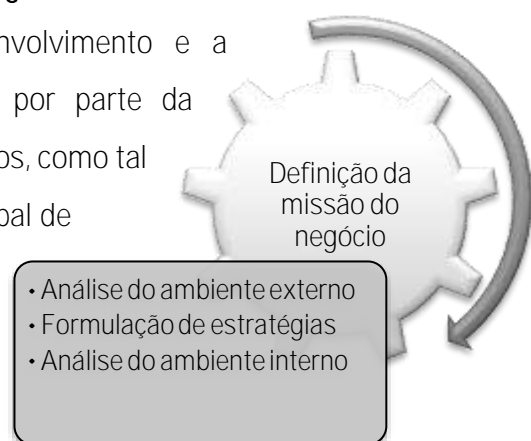 nvolvimento e a
por parte da
os, como tal
de
Definição da
missão do
negócio
• Análise do ambiente externo
• Formulação de estratégias
• Análise do ambiente interno